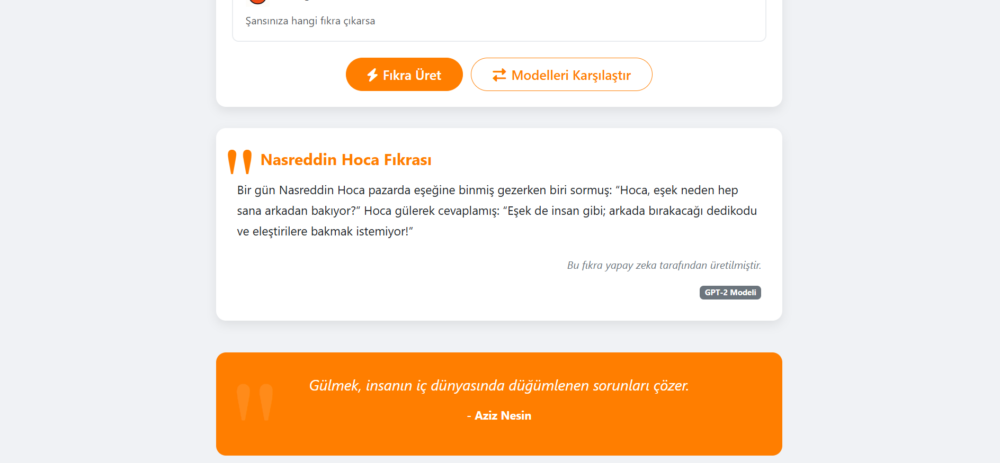 Şansınıza hangi fıkra çıkarsa
Fıkra Üret
Modelleri Karşılaştır
" Nasreddin Hoca Fıkrası
Bir gün Nasreddin Hoca pazarda eşeğine binmiş gezerken biri sormuş: “Hoca, eşek neden hep
sana arkadan bakıyor?” Hoca gülerek cevaplamış: “Eşek de insan gibi; arkada bırakacağı dedikodu
ve eleştirilere bakmak istemiyor!”
Bu fıkra yapay zeka tarafından üretilmiştir.
GPT-2 Modeli
" Gülmek, insanın iç dünyasında düğümlenen sorunları çözer.
- Aziz Nesin